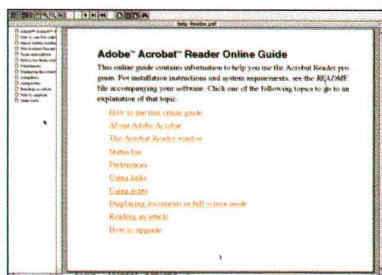 help_Reader.pdf
Adobe™ Acrobat™ Reader Online Guide
This online guide contains information to help you use the Acrobat Reader pro-
gram. For installation instructions and system requirements, see the README
file accompanying your software. Click one of the following topics to go to an
explanation of that topic.
How to use this online guide
About Adobe Acrobat
The Acrobat Reader window
Status bar
Preferences
Using links
Using notes
Displaying documents in full screen mode
Reading an article
How to upgrade
1